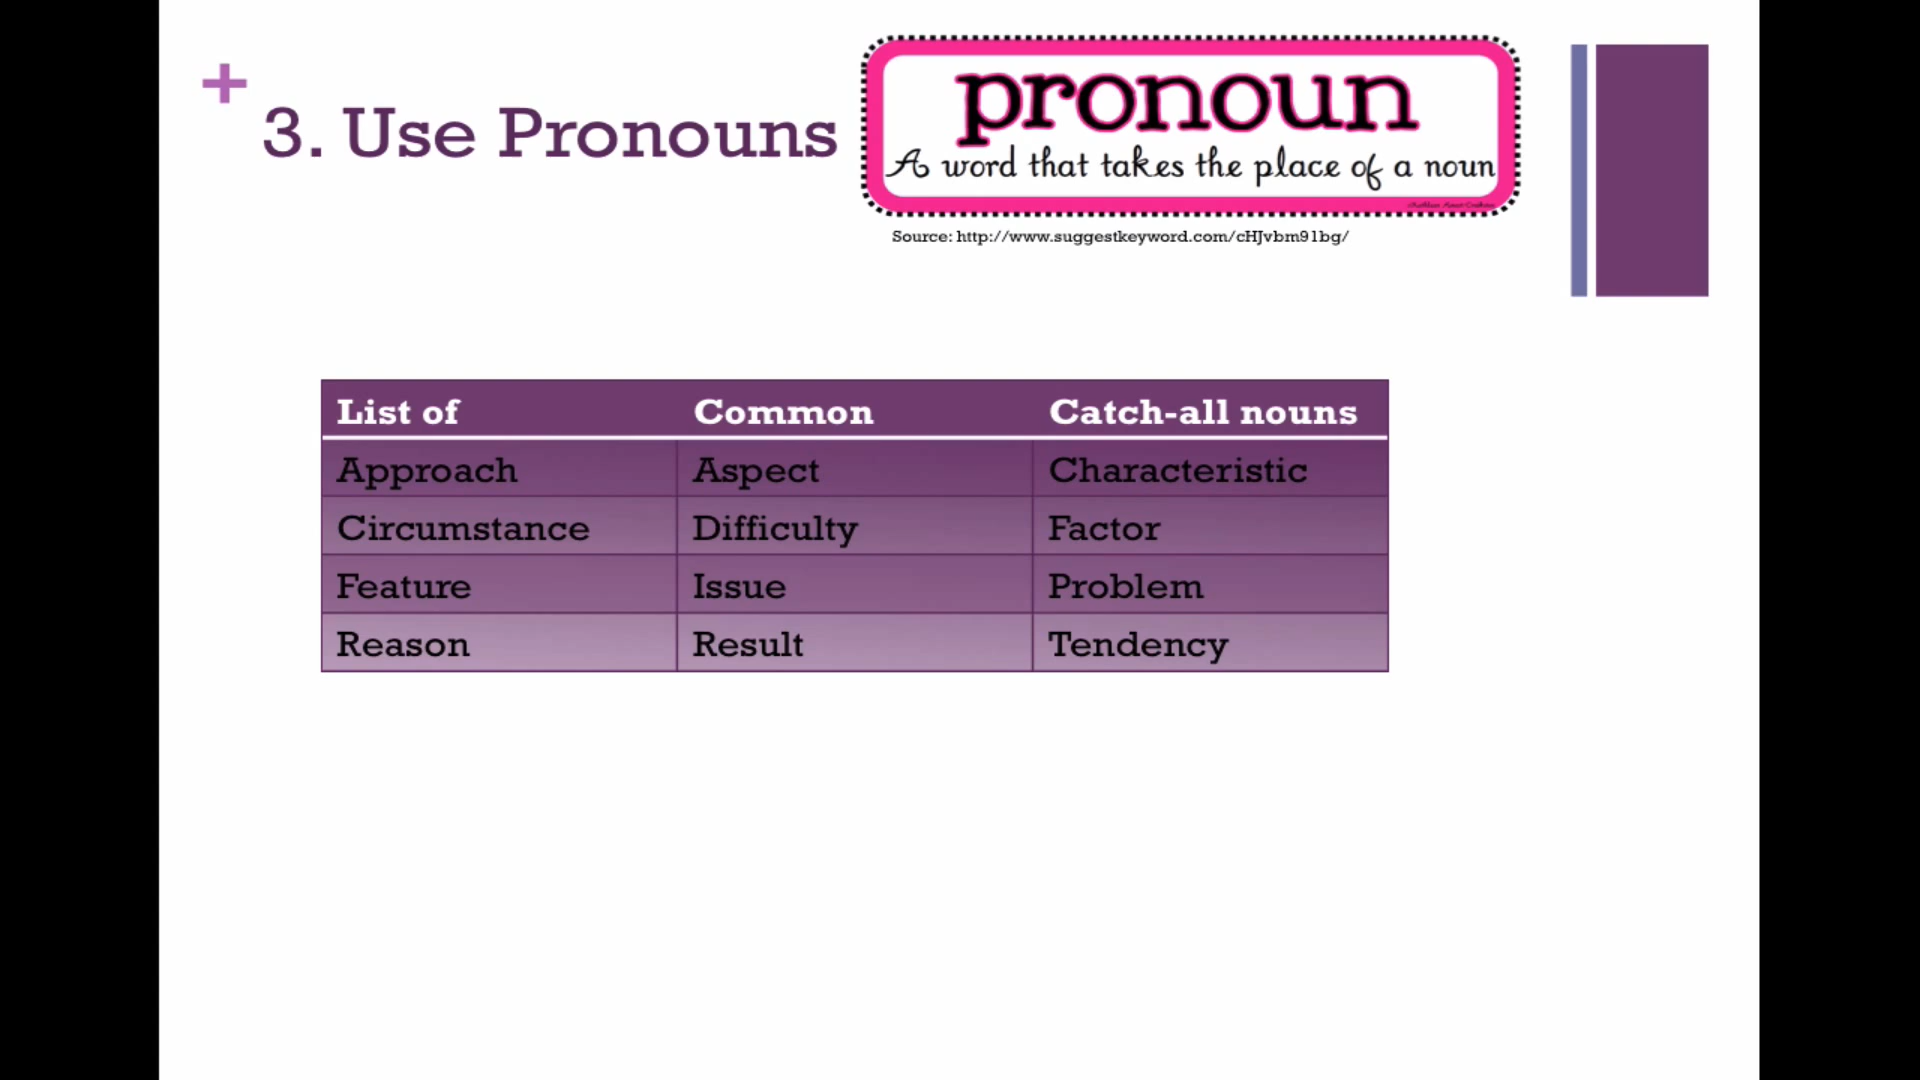 +
3. Use Pronouns
pronoun
A word that takes the place of a noun
Source: http://www.suggestkeyword.com/cHJvbm91bg/
List of Common Catch-all nouns
Approach Aspect Characteristic
Circumstance Difficulty Factor
Feature Issue Problem
Reason Result Tendency